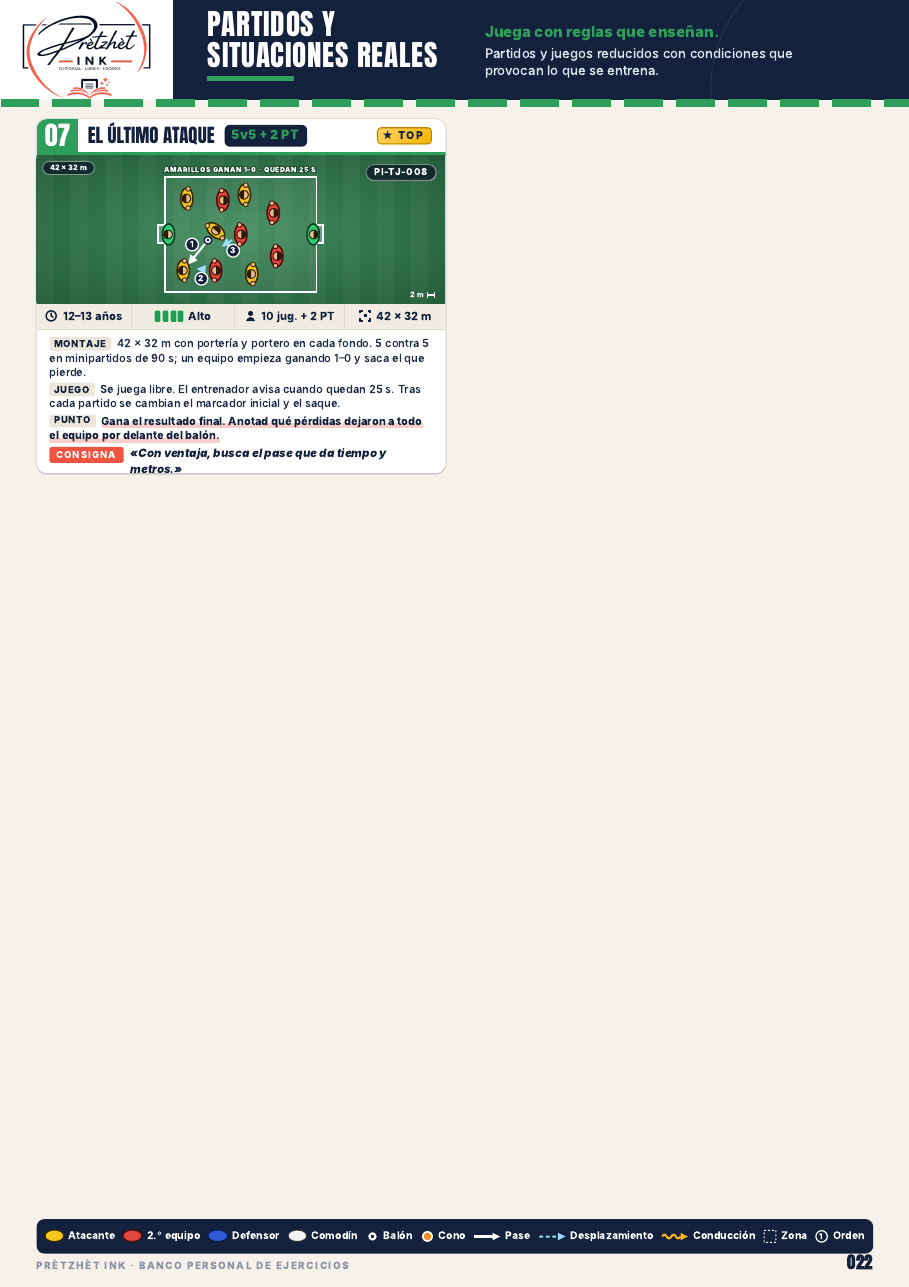 Prètzhèt
INK
EDITORIAL · LIBROS · EBOOKS
PARTIDOS Y
SITUACIONES REALES
Juega con reglas que enseñan.
Partidos y juegos reducidos con condiciones que
provocan lo que se entrena.
07 EL ÚLTIMO ATAQUE 5v5 + 2 PT ★ TOP
42 × 32 m
AMARILLOS GANAN 1-0 · QUEDAN 25 S
PI-TJ-008
1
3
2
2 m
12–13 años Alto 10 jug. + 2 PT 42 × 32 m
MONTAJE 42 × 32 m con portería y portero en cada fondo. 5 contra 5
en minipartidos de 90 s; un equipo empieza ganando 1–0 y saca el que
pierde.
JUEGO Se juega libre. El entrenador avisa cuando quedan 25 s. Tras
cada partido se cambian el marcador inicial y el saque.
PUNTO Gana el resultado final. Anotad qué pérdidas dejaron a todo
el equipo por delante del balón.
CONSIGNA «Con ventaja, busca el pase que da tiempo y
metros.»
Atacante 2.º equipo Defensor Comodín Balón Cono Pase Desplazamiento Conducción Zona 1 Orden
PRÈTZHÈT INK · BANCO PERSONAL DE EJERCICIOS
022